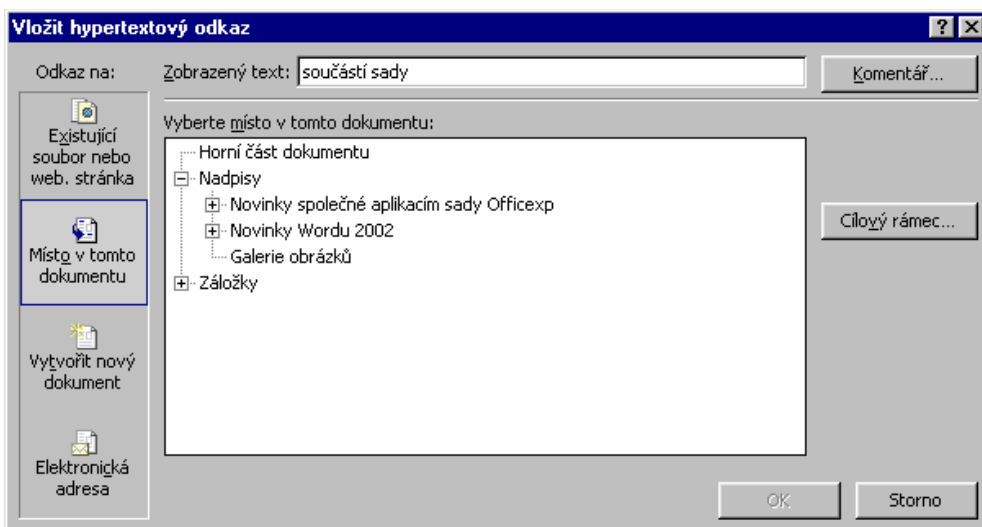 Vložit hypertextový odkaz
Odkaz na:
Zobrazený text: součástí sady
Komentář...
Existující
soubor nebo
web. stránka
Místo v tomto
dokumentu
Vytvořit nový
dokument
Elektronická
adresa
Vyberte místo v tomto dokumentu:
Horní část dokumentu
Nadpisy
Novinky společné aplikacím sady Officexp
Novinky Wordu 2002
Galerie obrázků
Záložky
Cílový rámec...
OK
Storno